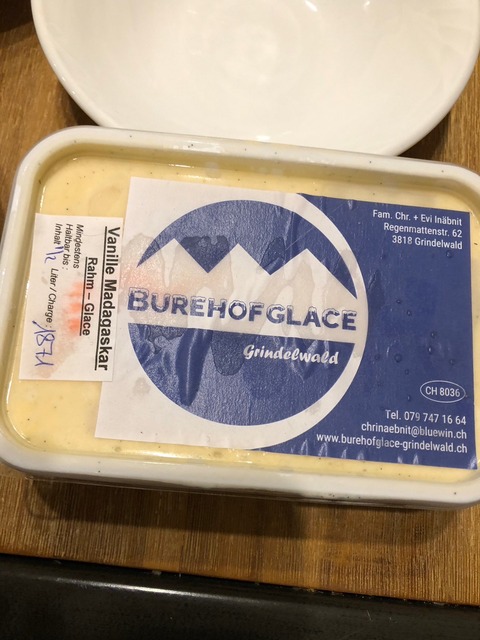 Vanille Madagaskar
Rahm – Glace
Mindestens
Haltbar bis :
Inhalt 1/2 Liter / Charge : 1871
BUREHOFGLACE
Grindelwald
Fam. Chr. + Evi Inäbnit
Regenmattenstr. 62
3818 Grindelwald
CH 8036
Tel. 079 747 16 64
chrinaebnit@bluewin.ch
www.burehofglace-grindelwald.ch